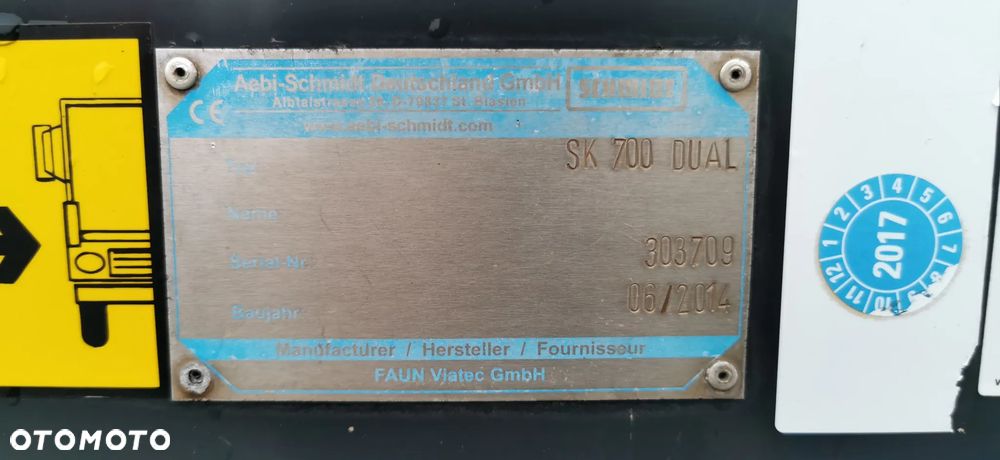 Aebi-Schmidt Deutschland GmbH
SCHMIDT
D-79837 St. Blasien
www.aebi-schmidt.com
CE
Typ SK 700 DUAL
Name
Serial-Nr. 303709
Baujahr 06/2014
Manufacturer / Hersteller / Fournisseur
FAUN Viatec GmbH
1 2 3 4 5 6 7 8 9 10 11 12
2017
OTOMOTO